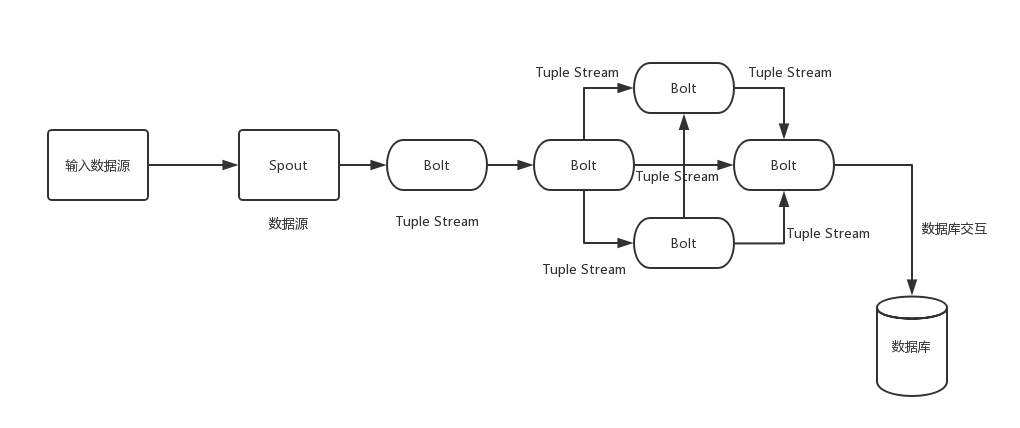 Tuple Stream
Bolt
Tuple Stream
输入数据源
Spout
Bolt
Bolt
Tuple Stream
Bolt
数据源
Tuple Stream
Bolt
Tuple Stream
数据库交互
Tuple Stream
数据库